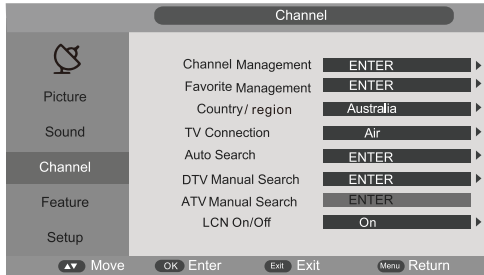 Channel
Picture
Sound
Channel
Feature
Setup
Channel Management ENTER
Favorite Management ENTER
Country/ region Australia
TV Connection Air
Auto Search ENTER
DTV Manual Search ENTER
ATV Manual Search ENTER
LCN On/Off On
Move OK Enter Exit Exit Menu Return